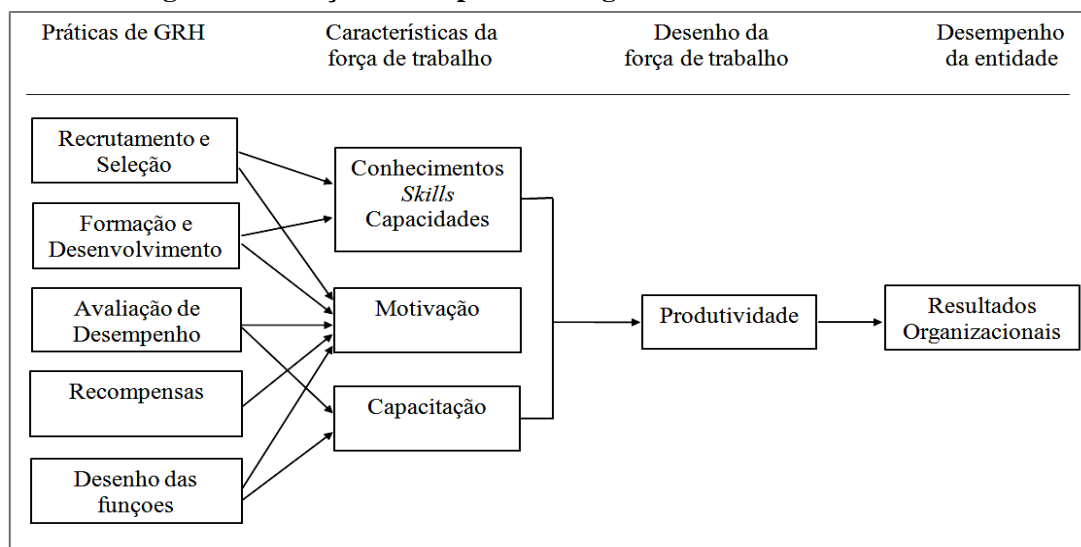 Práticas de GRH
Características da
força de trabalho
Desenho da
força de trabalho
Desempenho
da entidade
Recrutamento e
Seleção
Formação e
Desenvolvimento
Avaliação de
Desempenho
Recompensas
Desenho das
funçoes
Conhecimentos
Skills
Capacidades
Motivação
Capacitação
Produtividade
Resultados
Organizacionais